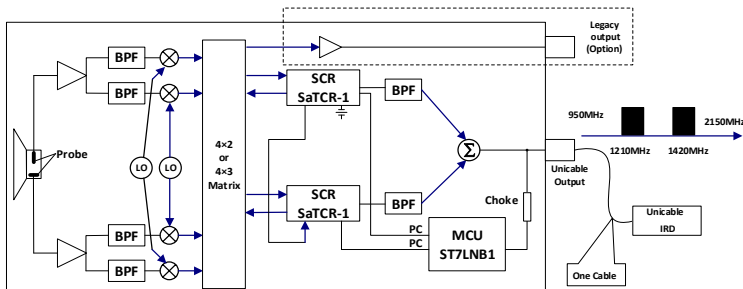 Legacy
output
(Option)
BPF
BPF
SCR
SaTCR-1
BPF
950MHz
2150MHz
1210MHz
1420MHz
Probe
LO
LO
4×2
or
4×3
Matrix
Σ
Unicable
Output
SCR
SaTCR-1
BPF
Choke
BPF
BPF
PC
PC
MCU
ST7LNB1
Unicable
IRD
One Cable